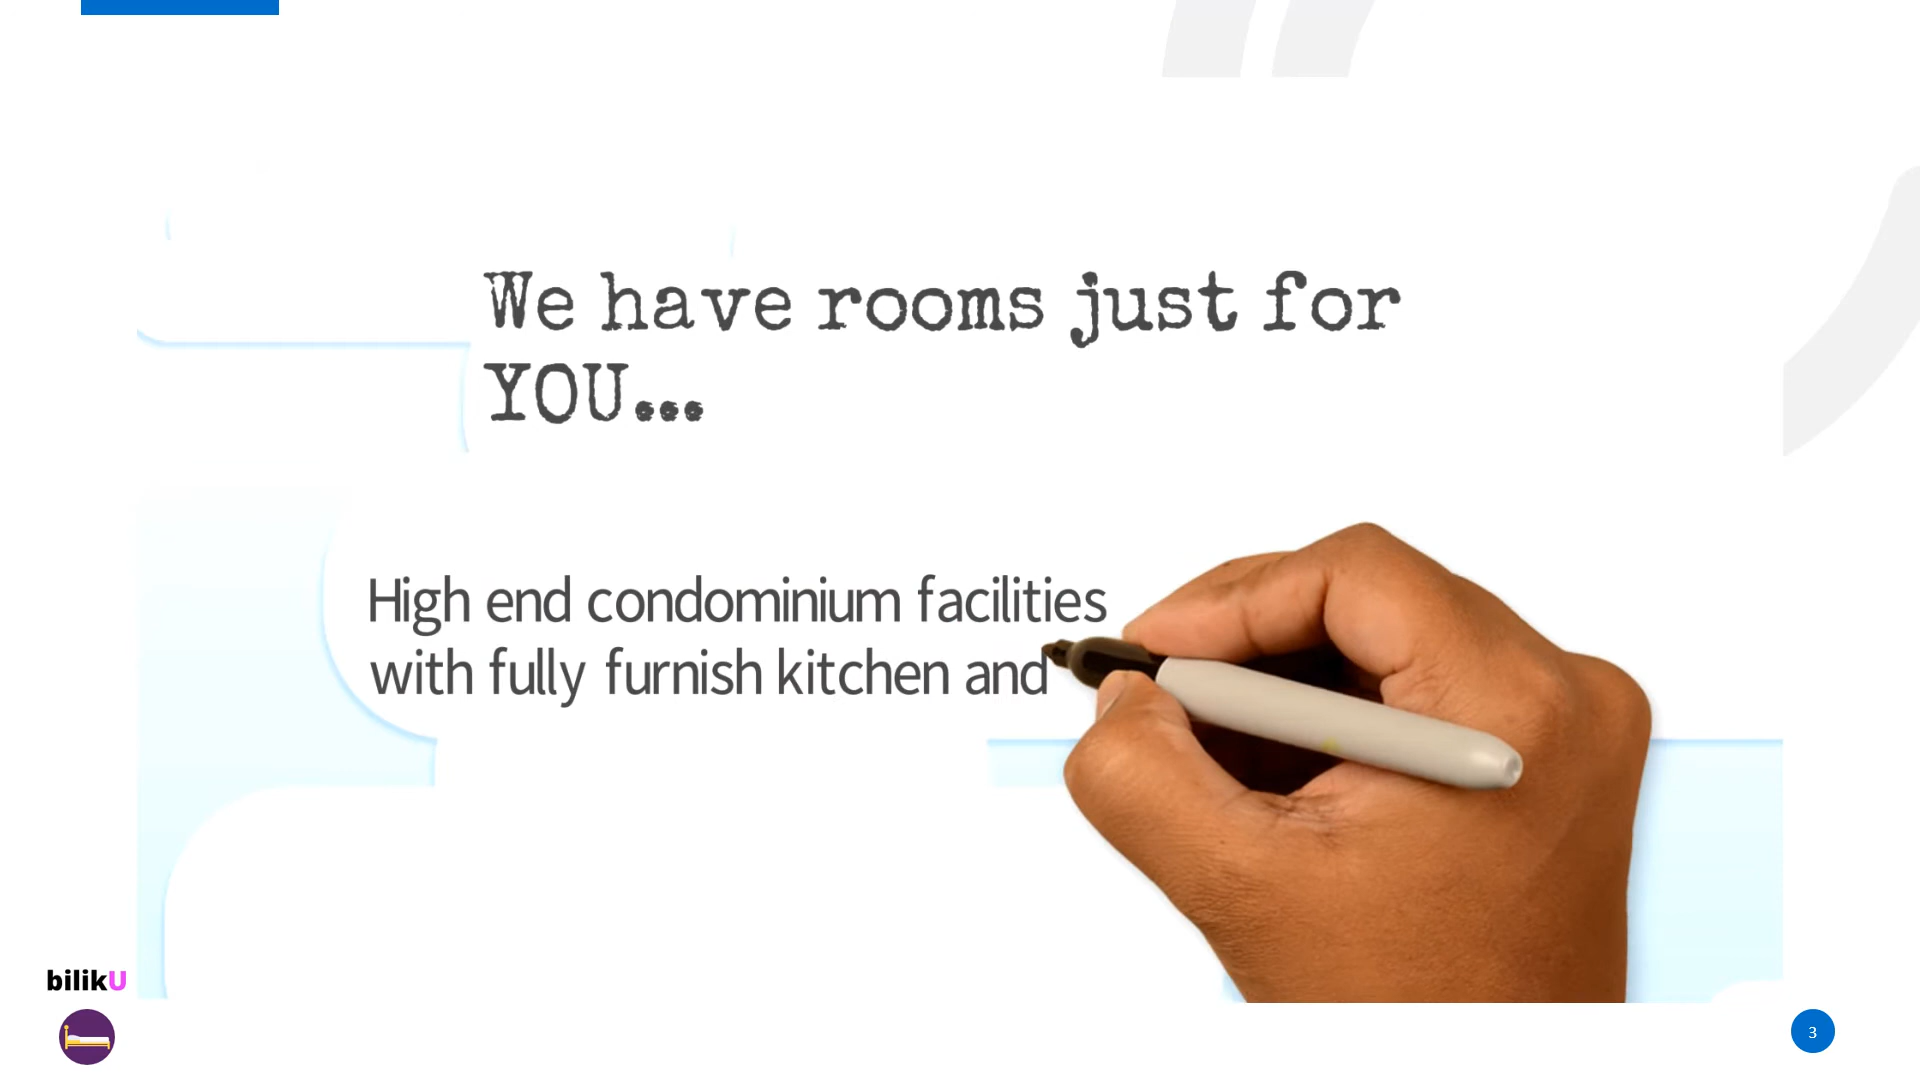 We have rooms just for
YOU...
High end condominium facilities
with fully furnish kitchen and
bilikU
3